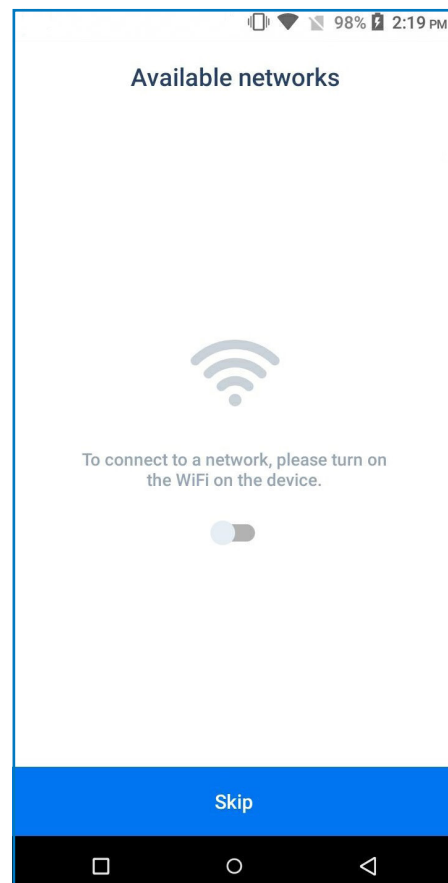 98% 2:19 PM
Available networks
To connect to a network, please turn on
the WiFi on the device.
Skip